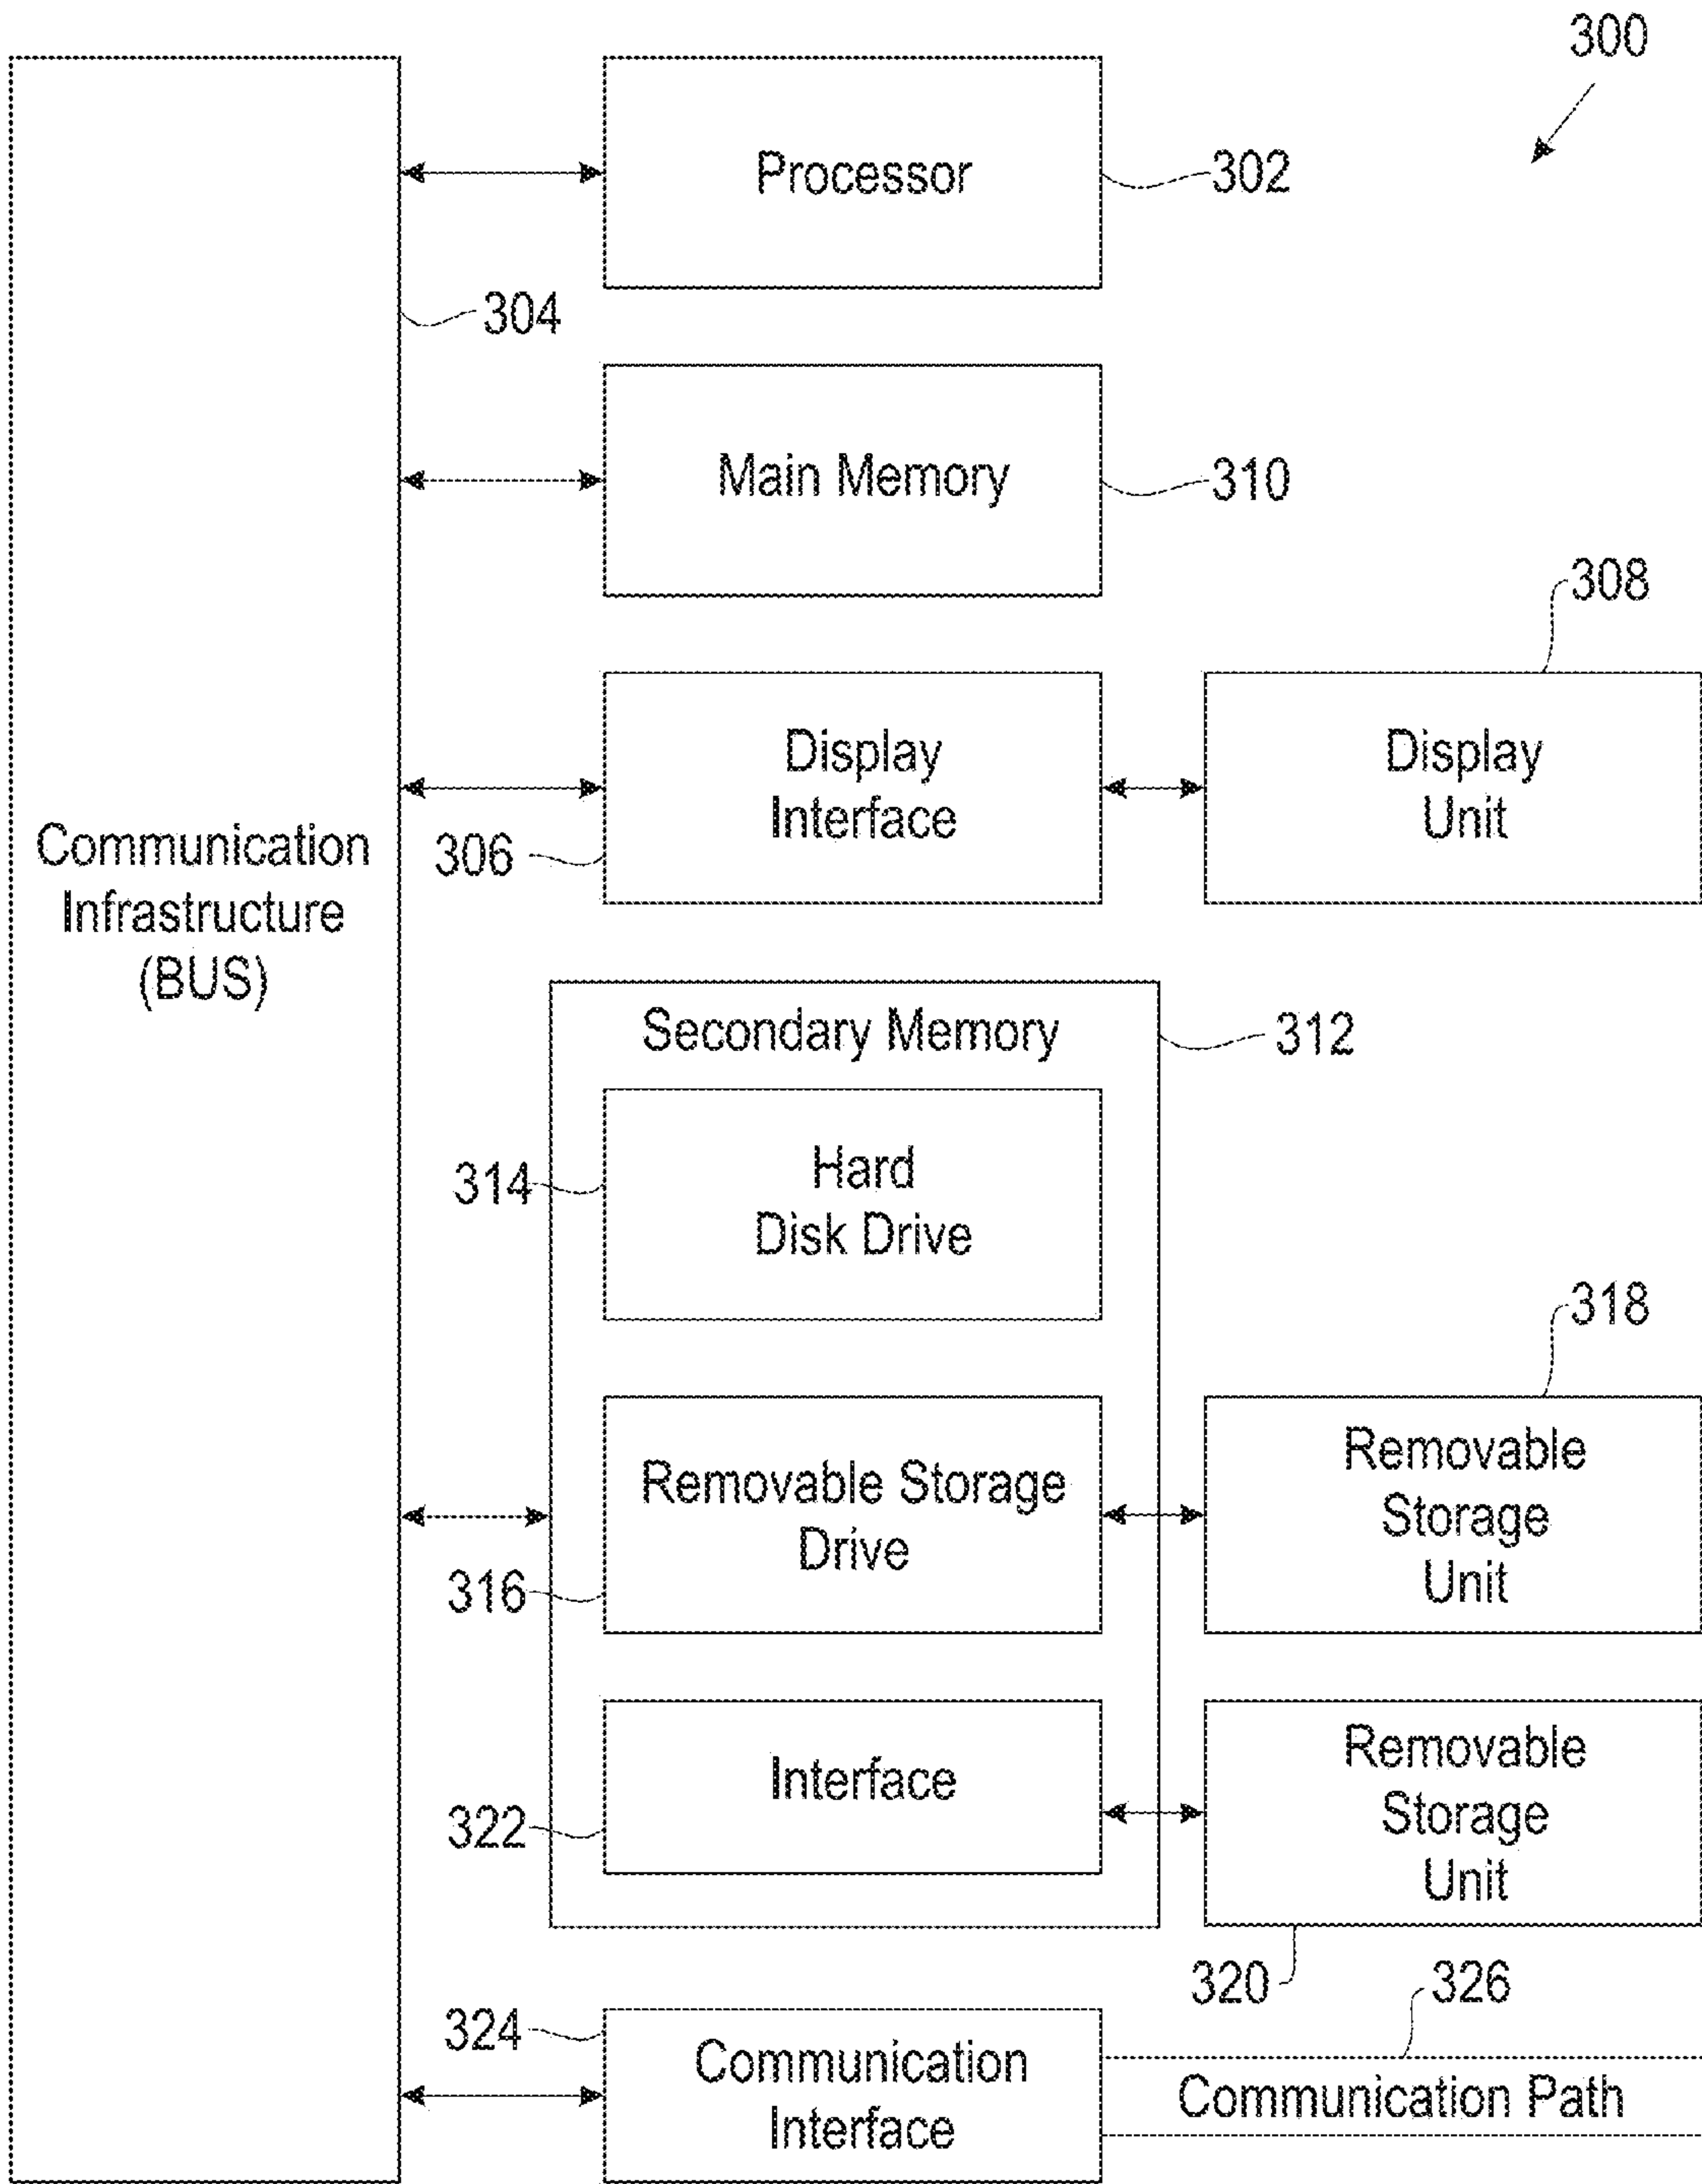 300
Processor
302
304
Main Memory
310
308
Display
Interface
306
Display
Unit
Communication
Infrastructure
(BUS)
Secondary Memory
312
Hard
Disk Drive
314
318
Removable Storage
Drive
316
Removable
Storage
Unit
Interface
322
Removable
Storage
Unit
320
326
324
Communication
Interface
Communication Path